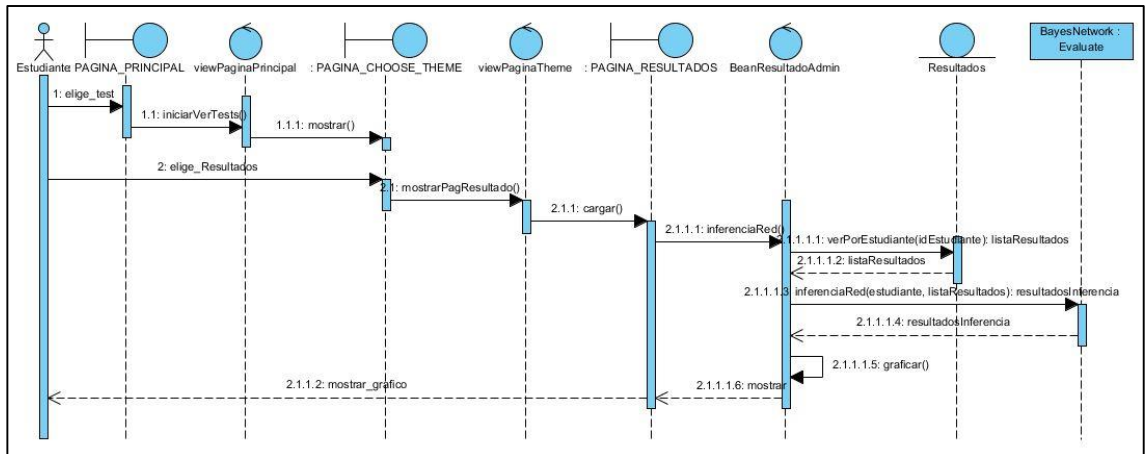 BayesNetwork :
Evaluate
Estudiante
: PAGINA_PRINCIPAL
viewPaginaPrincipal
: PAGINA_CHOOSE_THEME
viewPaginaTheme
: PAGINA_RESULTADOS
BeanResultadoAdmin
Resultados
1: elige_test
1.1: iniciarVerTests()
1.1.1: mostrar()
2: elige_Resultados
2.1: mostrarPagResultado()
2.1.1: cargar()
2.1.1.1: inferenciaRed()
2.1.1.1.1: verPorEstudiante(idEstudiante): listaResultados
2.1.1.1.2: listaResultados
2.1.1.1.3: inferenciaRed(estudiante, listaResultados): resultadosInferencia
2.1.1.1.4: resultadosInferencia
2.1.1.1.5: graficar()
2.1.1.1.6: mostrar
2.1.1.2: mostrar_grafico